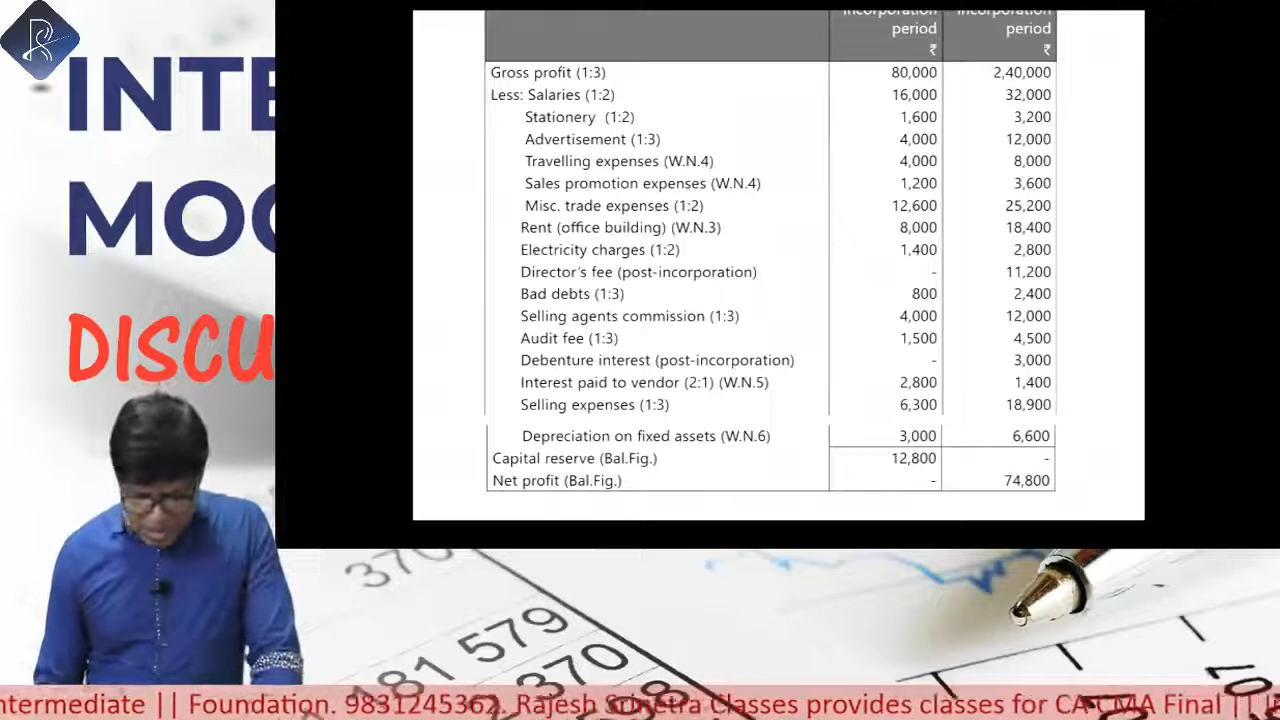 INTE
MOC
DISCU
incorporation incorporation
period period
₹ ₹
Gross profit (1:3) 80,000 2,40,000
Less: Salaries (1:2) 16,000 32,000
Stationery (1:2) 1,600 3,200
Advertisement (1:3) 4,000 12,000
Travelling expenses (W.N.4) 4,000 8,000
Sales promotion expenses (W.N.4) 1,200 3,600
Misc. trade expenses (1:2) 12,600 25,200
Rent (office building) (W.N.3) 8,000 18,400
Electricity charges (1:2) 1,400 2,800
Director's fee (post-incorporation) - 11,200
Bad debts (1:3) 800 2,400
Selling agents commission (1:3) 4,000 12,000
Audit fee (1:3) 1,500 4,500
Debenture interest (post-incorporation) - 3,000
Interest paid to vendor (2:1) (W.N.5) 2,800 1,400
Selling expenses (1:3) 6,300 18,900
Depreciation on fixed assets (W.N.6) 3,000 6,600
Capital reserve (Bal.Fig.) 12,800 -
Net profit (Bal.Fig.) - 74,800
370
181 579
370
ntermediate || Foundation. 9831245362. Rajesh Srinetra Classes provides classes for CA CMA Final ||